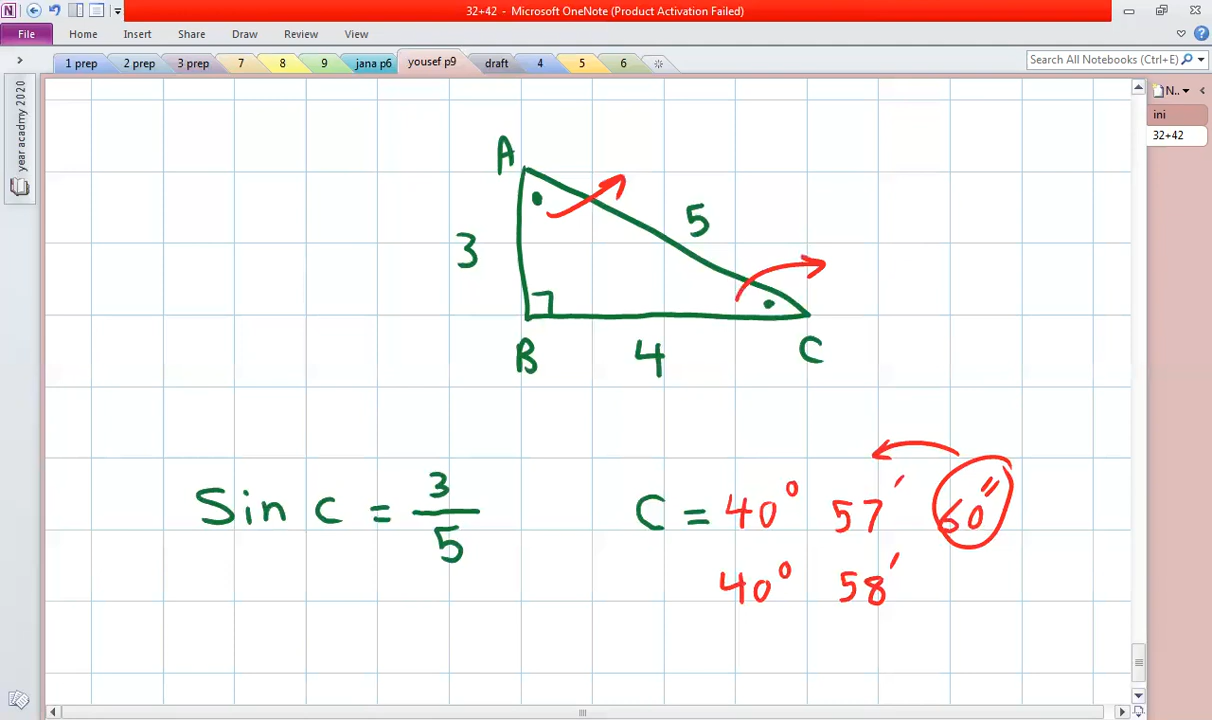 32+42 - Microsoft OneNote (Product Activation Failed)
File Home Insert Share Draw Review View
1 prep 2 prep 3 prep 7 8 9 jana p6 yousef p9 draft 4 5 6
Search All Notebooks (Ctrl+E)
N..
ini
32+42
year academy 2020
A
3
5
B
4
C
Sin C = 3/5
C = 40° 57′ 60″
40° 58′